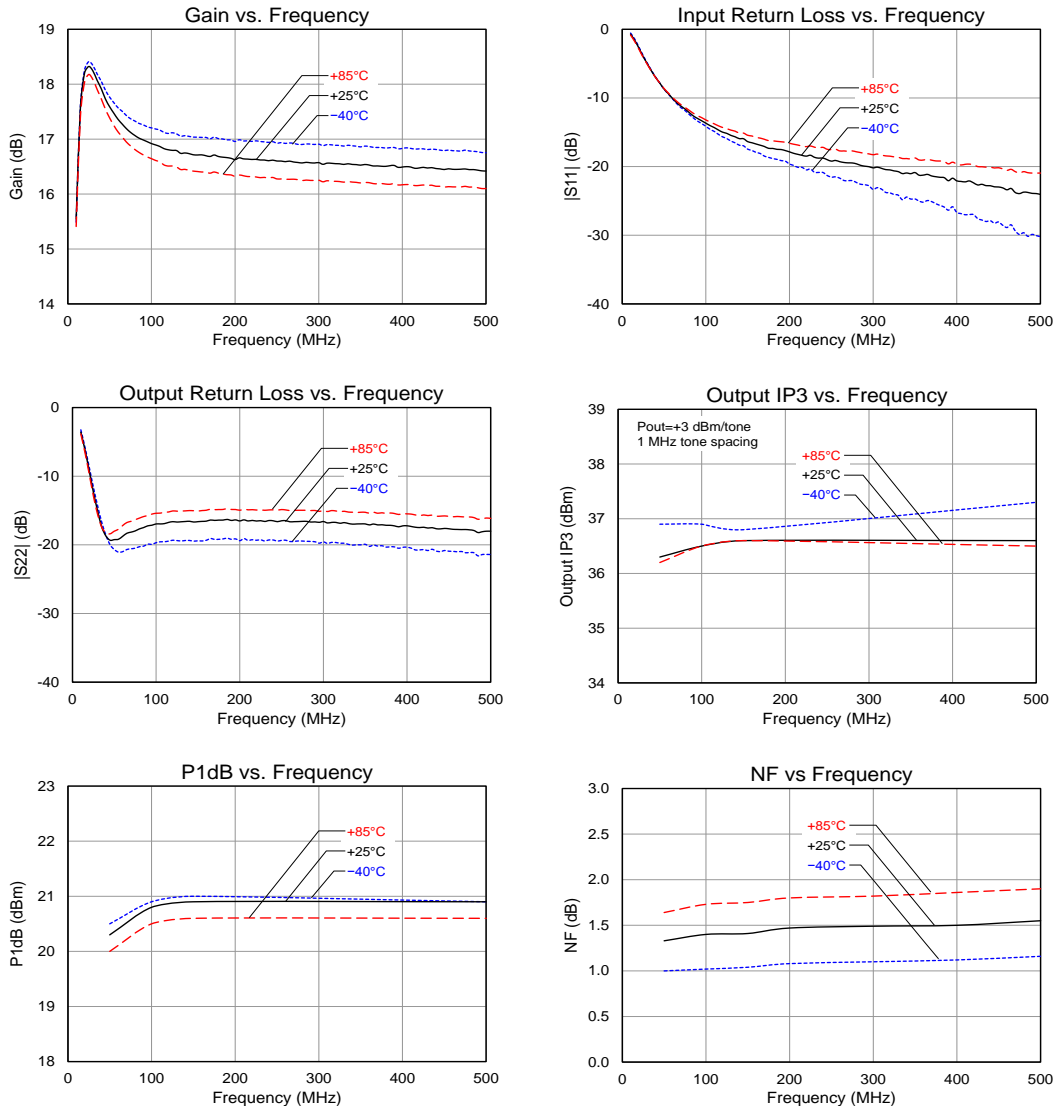 Gain vs. Frequency
19
18
17
16
15
14
Gain (dB)
+85°C
+25°C
−40°C
0 100 200 300 400 500
Frequency (MHz)
Input Return Loss vs. Frequency
0
-10
-20
-30
-40
|S11| (dB)
+85°C
+25°C
−40°C
0 100 200 300 400 500
Frequency (MHz)
Output Return Loss vs. Frequency
0
-10
-20
-30
-40
|S22| (dB)
+85°C
+25°C
−40°C
0 100 200 300 400 500
Frequency (MHz)
Output IP3 vs. Frequency
39
38
37
36
35
34
Output IP3 (dBm)
Pout=+3 dBm/tone
1 MHz tone spacing
+85°C
+25°C
−40°C
0 100 200 300 400 500
Frequency (MHz)
P1dB vs. Frequency
23
22
21
20
19
18
P1dB (dBm)
+85°C
+25°C
−40°C
0 100 200 300 400 500
Frequency (MHz)
NF vs Frequency
3.0
2.5
2.0
1.5
1.0
0.5
0.0
NF (dB)
+85°C
+25°C
−40°C
0 100 200 300 400 500
Frequency (MHz)